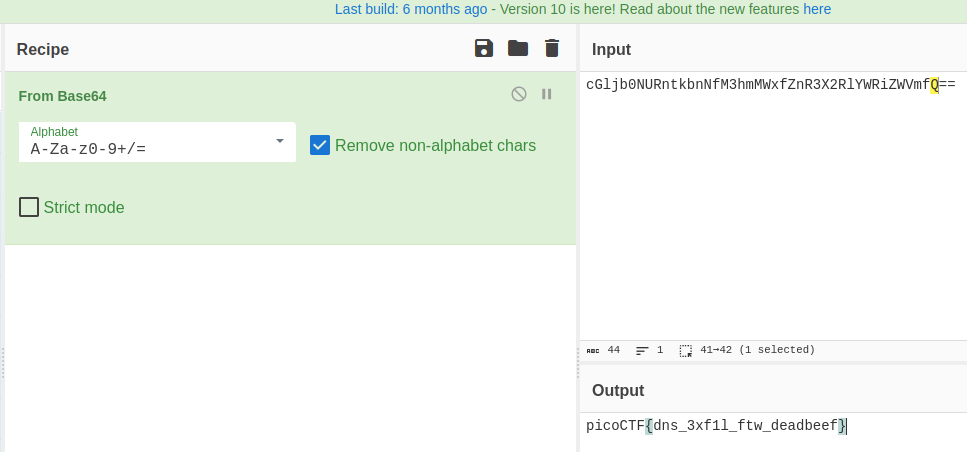 Last build: 6 months ago - Version 10 is here! Read about the new features here
Recipe
From Base64
Alphabet
A-Za-z0-9+/=
Remove non-alphabet chars
Strict mode
Input
cGljb0NURntkbnNfM3hmMWxfZnR3X2RlYWRiZWVmfQ==
ABC 44 1 41→42 (1 selected)
Output
picoCTF{dns_3xf1l_ftw_deadbeef}